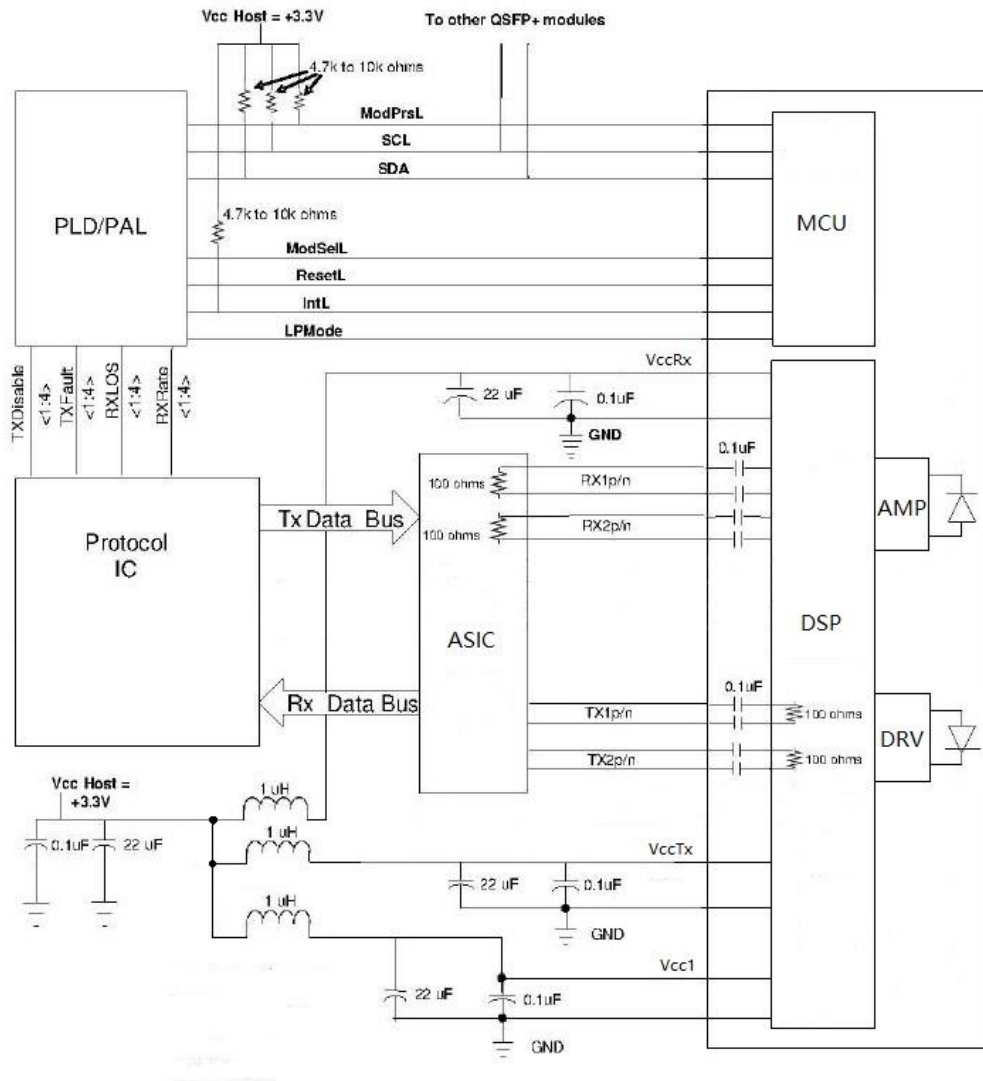 Vcc Host = +3.3V
To other QSFP+ modules
4.7k to 10k ohms
ModPrsL
SCL
SDA
PLD/PAL
4.7k to 10k ohms
MCU
ModSelL
ResetL
IntL
LPMode
TXDisable
<1:4>
TXFault
<1:4>
RXLOS
<1:4>
RXRate
<1:4>
VccRx
22 uF
0.1uF
GND
0.1uF
100 ohms
RX1p/n
Tx Data Bus
100 ohms
RX2p/n
AMP
Protocol
IC
ASIC
DSP
Rx Data Bus
0.1uF
TX1p/n
100 ohms
DRV
TX2p/n
100 ohms
Vcc Host =
+3.3V
1 uH
0.1uF
22 uF
1 uH
VccTx
22 uF
0.1uF
1 uH
GND
Vcc1
22 uF
0.1uF
GND